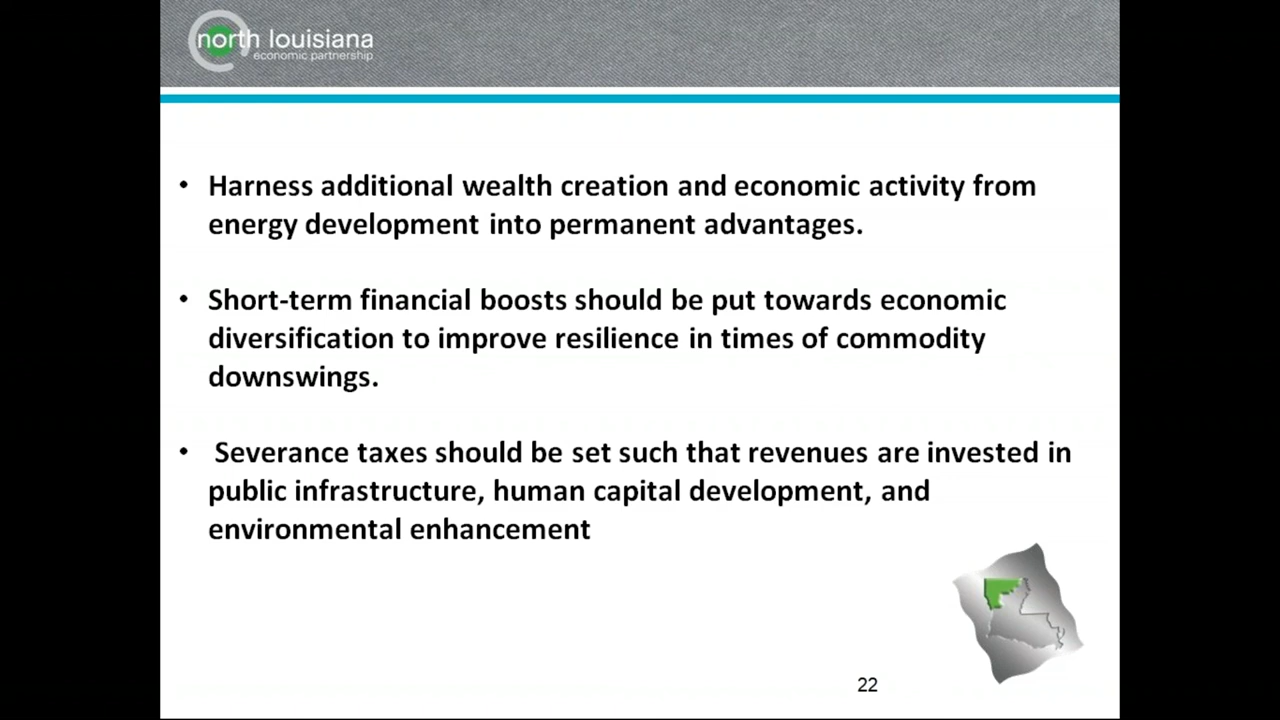 north louisiana
economic partnership
• Harness additional wealth creation and economic activity from
energy development into permanent advantages.
• Short-term financial boosts should be put towards economic
diversification to improve resilience in times of commodity
downswings.
• Severance taxes should be set such that revenues are invested in
public infrastructure, human capital development, and
environmental enhancement
22